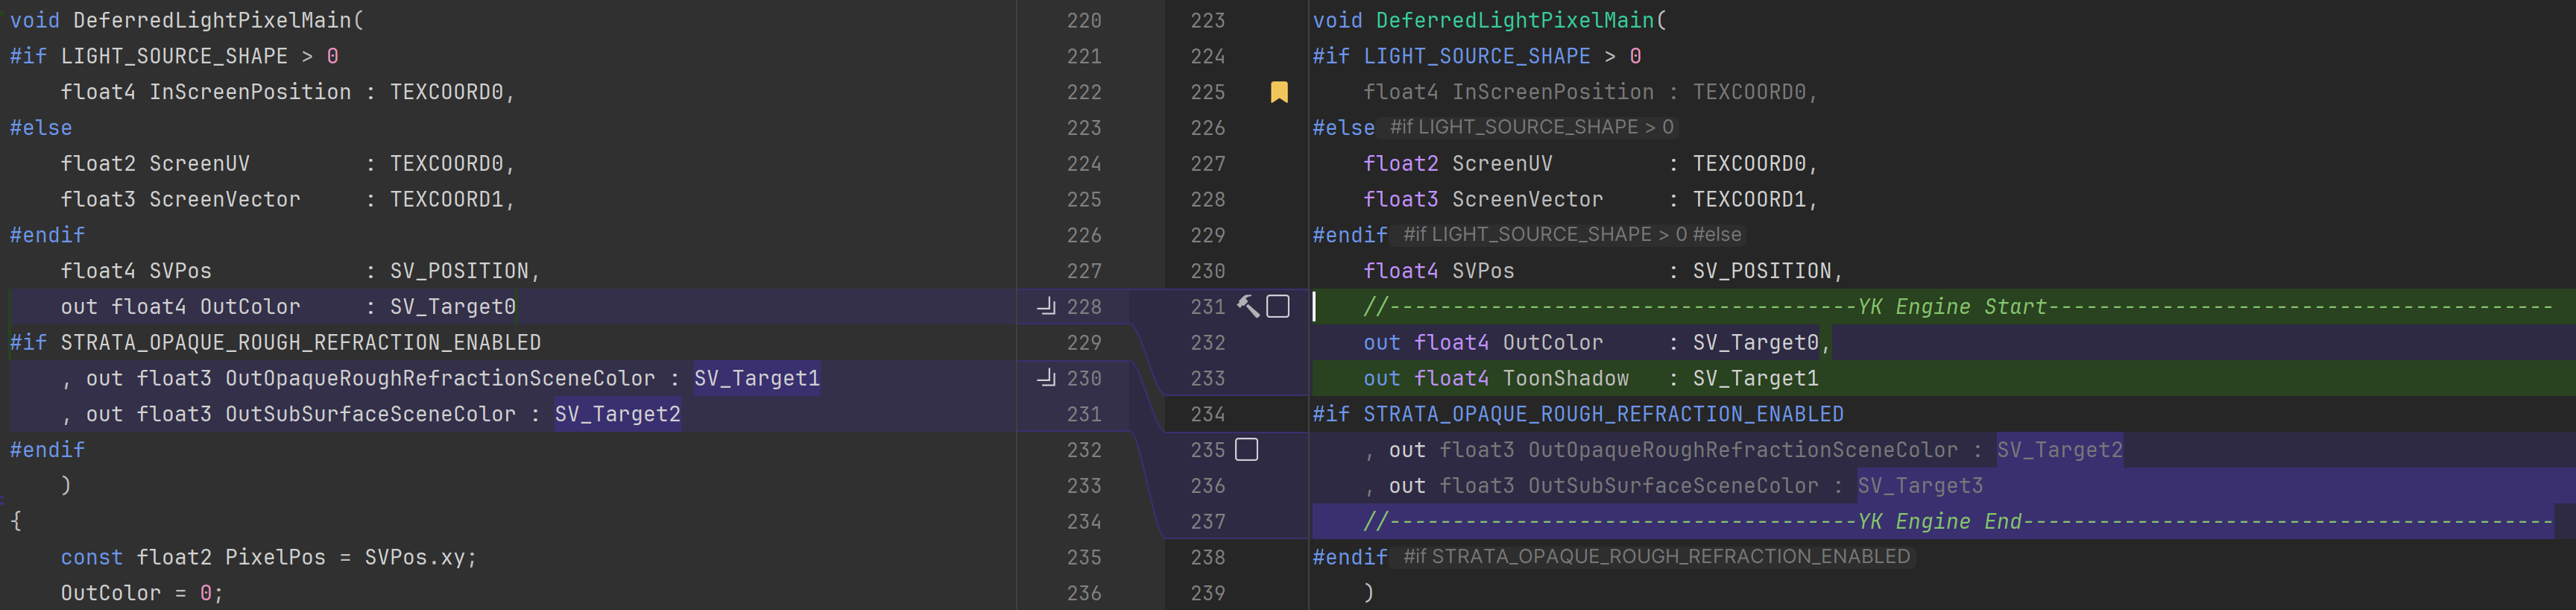 void DeferredLightPixelMain(
#if LIGHT_SOURCE_SHAPE > 0
    float4 InScreenPosition : TEXCOORD0,
#else
    float2 ScreenUV         : TEXCOORD0,
    float3 ScreenVector     : TEXCOORD1,
#endif
    float4 SVPos            : SV_POSITION,
    out float4 OutColor     : SV_Target0
#if STRATA_OPAQUE_ROUGH_REFRACTION_ENABLED
    , out float3 OutOpaqueRoughRefractionSceneColor : SV_Target1
    , out float3 OutSubSurfaceSceneColor : SV_Target2
#endif
    )
{
    const float2 PixelPos = SVPos.xy;
    OutColor = 0;
220
221
222
223
224
225
226
227
228
229
230
231
232
233
234
235
236
223
224
225
226
227
228
229
230
231
232
233
234
235
236
237
238
239
void DeferredLightPixelMain(
#if LIGHT_SOURCE_SHAPE > 0
    float4 InScreenPosition : TEXCOORD0,
#else #if LIGHT_SOURCE_SHAPE > 0
    float2 ScreenUV         : TEXCOORD0,
    float3 ScreenVector     : TEXCOORD1,
#endif #if LIGHT_SOURCE_SHAPE > 0 #else
    float4 SVPos            : SV_POSITION,
    //-------------------------------------YK Engine Start----------------------------------------
    out float4 OutColor     : SV_Target0,
    out float4 ToonShadow   : SV_Target1
#if STRATA_OPAQUE_ROUGH_REFRACTION_ENABLED
    , out float3 OutOpaqueRoughRefractionSceneColor : SV_Target2
    , out float3 OutSubSurfaceSceneColor : SV_Target3
    //-------------------------------------YK Engine End------------------------------------------
#endif #if STRATA_OPAQUE_ROUGH_REFRACTION_ENABLED
    )